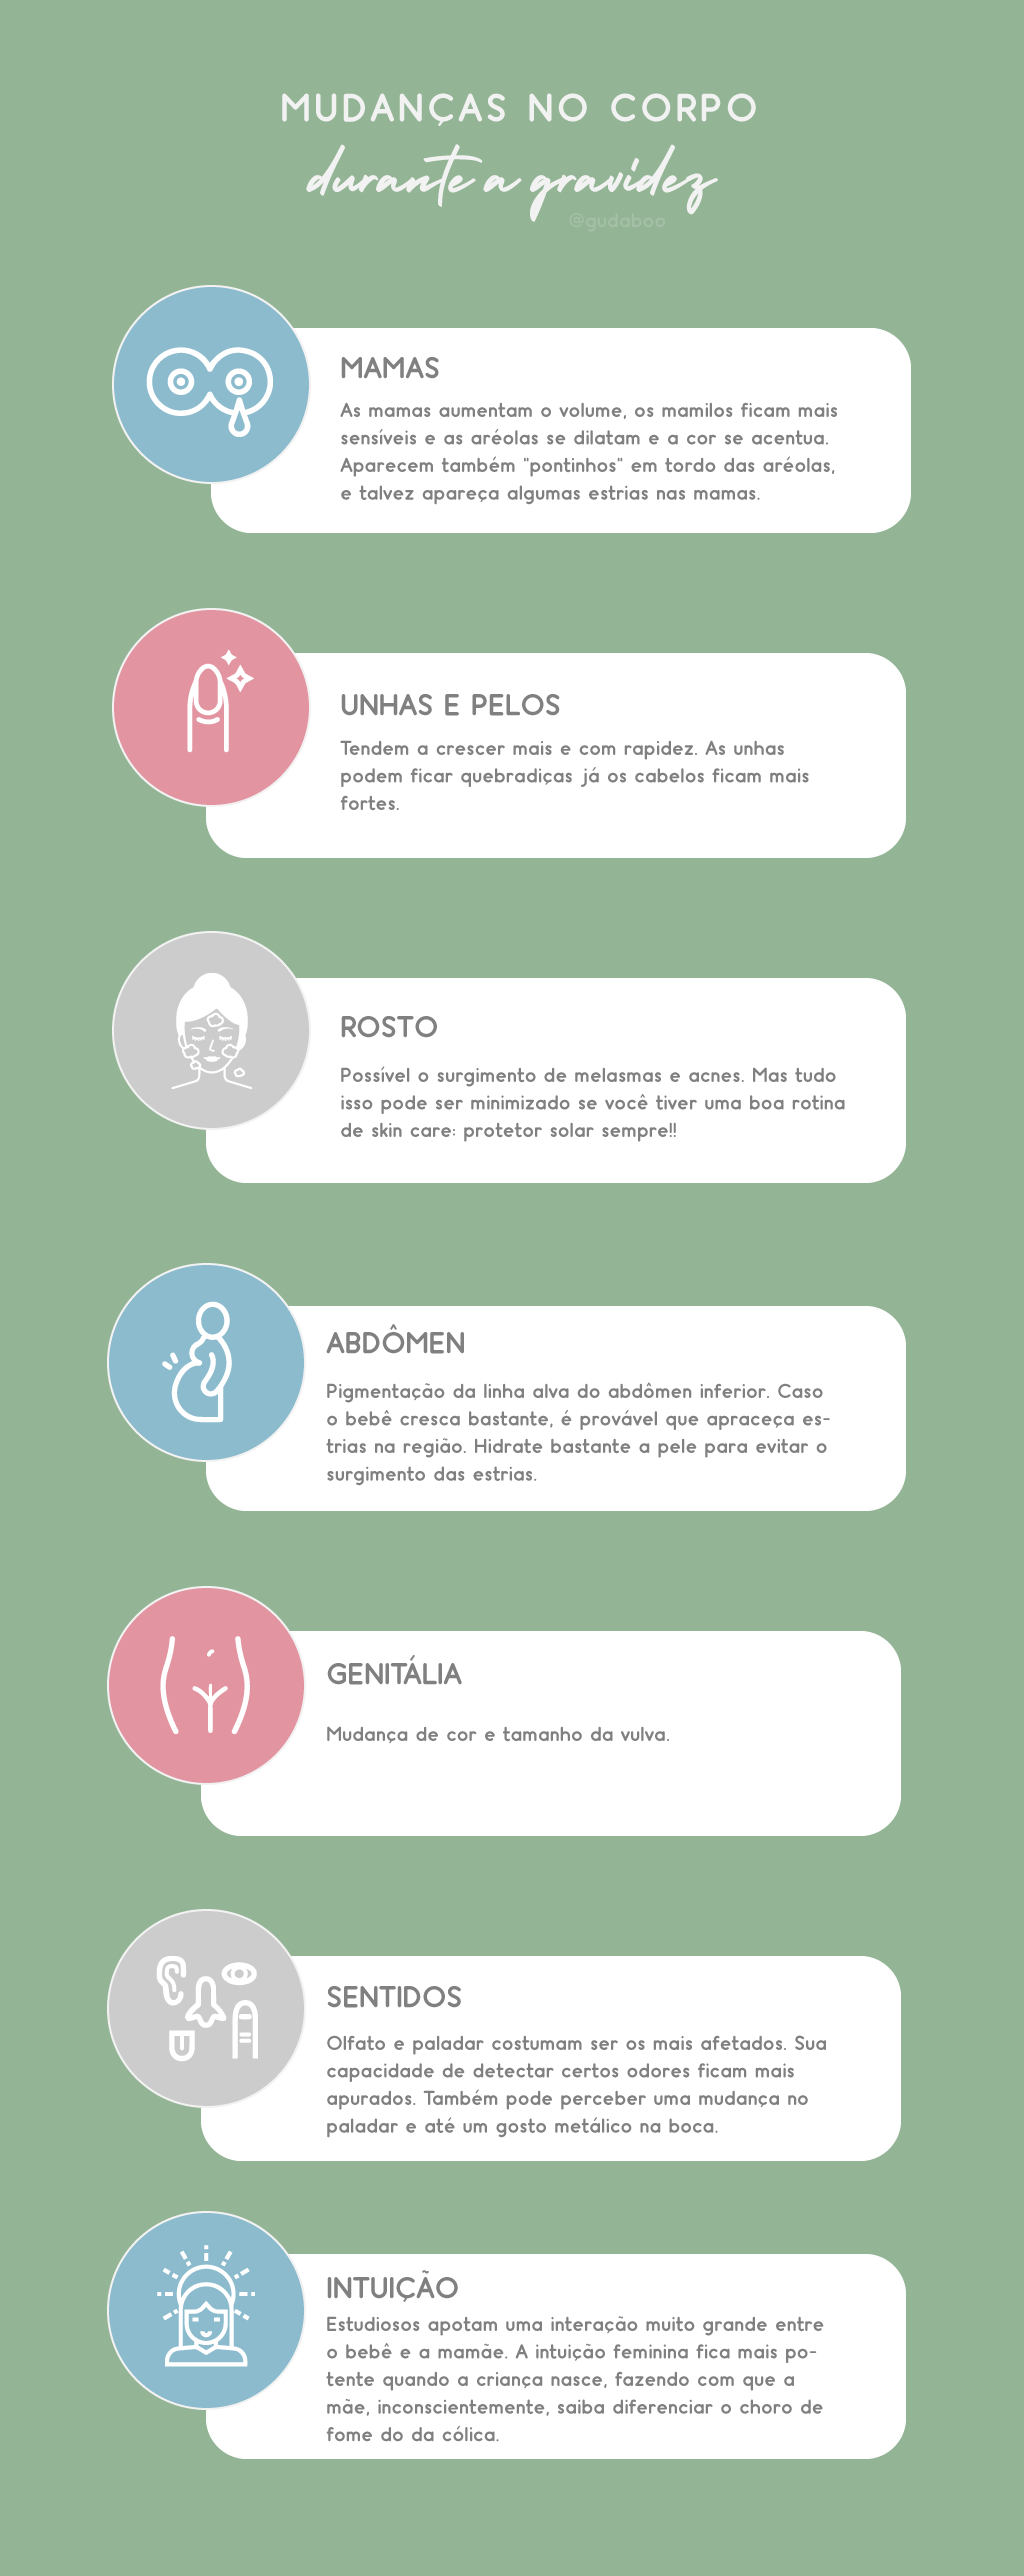 MUDANÇAS NO CORPO
durante a gravidez
@gudaboo
MAMAS
As mamas aumentam o volume, os mamilos ficam mais
sensíveis e as aréolas se dilatam e a cor se acentua.
Aparecem também "pontinhos" em tordo das aréolas,
e talvez apareça algumas estrias nas mamas.
UNHAS E PELOS
Tendem a crescer mais e com rapidez. As unhas
podem ficar quebradiças já os cabelos ficam mais
fortes.
ROSTO
Possível o surgimento de melasmas e acnes. Mas tudo
isso pode ser minimizado se você tiver uma boa rotina
de skin care: protetor solar sempre!!
ABDÔMEN
Pigmentação da linha alva do abdômen inferior. Caso
o bebê cresca bastante, é provável que apraceça es-
trias na região. Hidrate bastante a pele para evitar o
surgimento das estrias.
GENITÁLIA
Mudança de cor e tamanho da vulva.
SENTIDOS
Olfato e paladar costumam ser os mais afetados. Sua
capacidade de detectar certos odores ficam mais
apurados. Também pode perceber uma mudança no
paladar e até um gosto metálico na boca.
INTUIÇÃO
Estudiosos apotam uma interação muito grande entre
o bebê e a mamãe. A intuição feminina fica mais po-
tente quando a criança nasce, fazendo com que a
mãe, inconscientemente, saiba diferenciar o choro de
fome do da cólica.